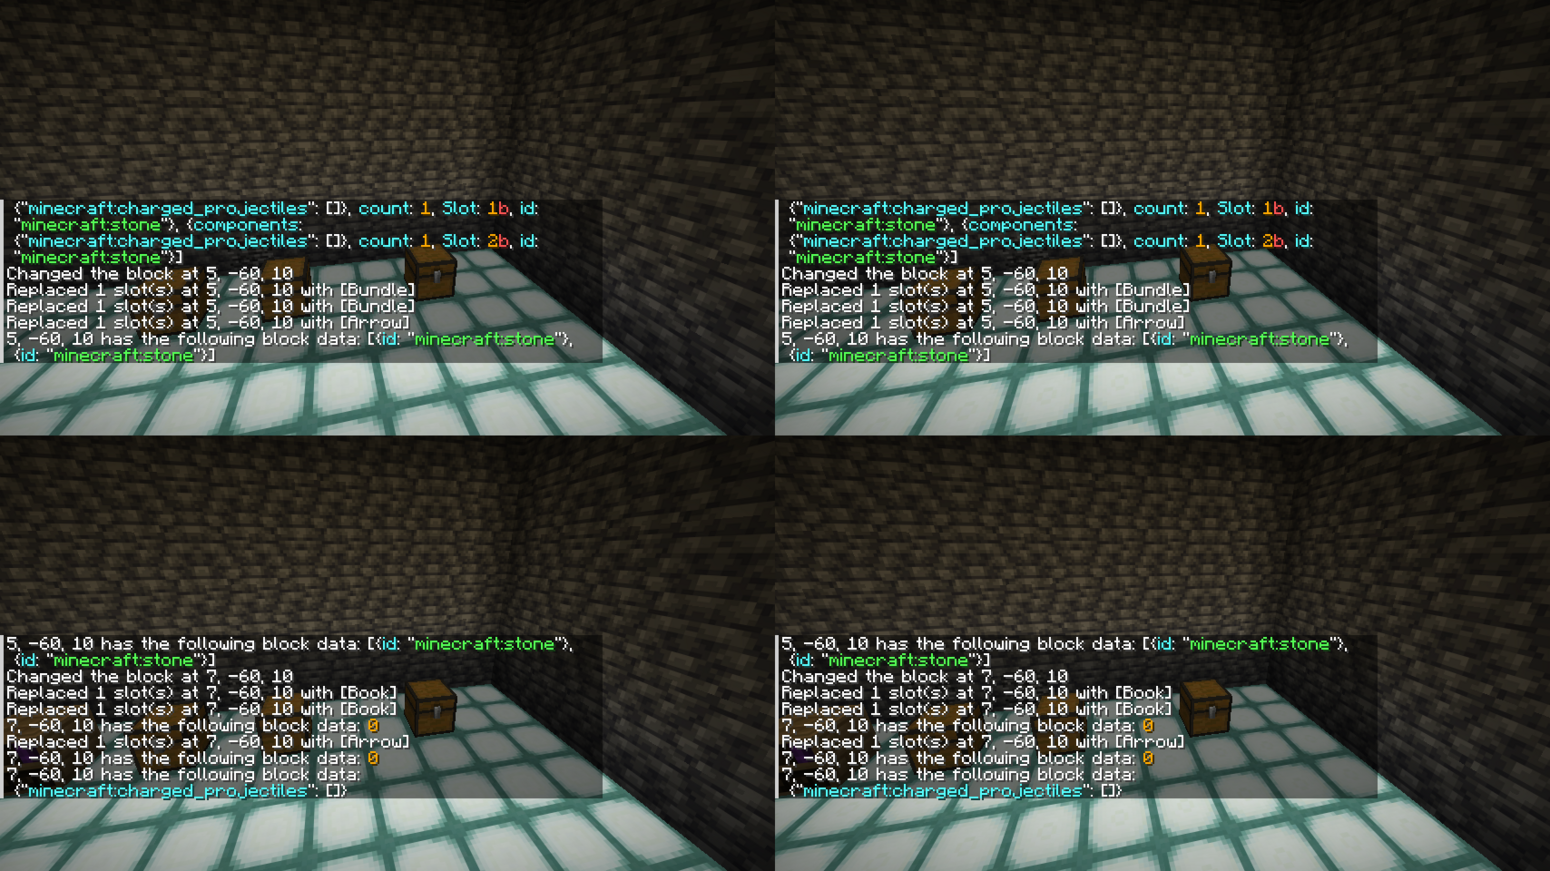 {"minecraft:charged_projectiles": []}, count: 1, Slot: 1b, id:
"minecraft:stone"}, {components:
{"minecraft:charged_projectiles": []}, count: 1, Slot: 2b, id:
"minecraft:stone"}]
Changed the block at 5, -60, 10
Replaced 1 slot(s) at 5, -60, 10 with [Bundle]
Replaced 1 slot(s) at 5, -60, 10 with [Bundle]
Replaced 1 slot(s) at 5, -60, 10 with [Arrow]
5, -60, 10 has the following block data: [{id: "minecraft:stone"},
{id: "minecraft:stone"}]
{"minecraft:charged_projectiles": []}, count: 1, Slot: 1b, id:
"minecraft:stone"}, {components:
{"minecraft:charged_projectiles": []}, count: 1, Slot: 2b, id:
"minecraft:stone"}]
Changed the block at 5, -60, 10
Replaced 1 slot(s) at 5, -60, 10 with [Bundle]
Replaced 1 slot(s) at 5, -60, 10 with [Bundle]
Replaced 1 slot(s) at 5, -60, 10 with [Arrow]
5, -60, 10 has the following block data: [{id: "minecraft:stone"},
{id: "minecraft:stone"}]
5, -60, 10 has the following block data: [{id: "minecraft:stone"},
{id: "minecraft:stone"}]
Changed the block at 7, -60, 10
Replaced 1 slot(s) at 7, -60, 10 with [Book]
Replaced 1 slot(s) at 7, -60, 10 with [Book]
7, -60, 10 has the following block data: 0
Replaced 1 slot(s) at 7, -60, 10 with [Arrow]
7, -60, 10 has the following block data: 0
7, -60, 10 has the following block data:
{"minecraft:charged_projectiles": []}
5, -60, 10 has the following block data: [{id: "minecraft:stone"},
{id: "minecraft:stone"}]
Changed the block at 7, -60, 10
Replaced 1 slot(s) at 7, -60, 10 with [Book]
Replaced 1 slot(s) at 7, -60, 10 with [Book]
7, -60, 10 has the following block data: 0
Replaced 1 slot(s) at 7, -60, 10 with [Arrow]
7, -60, 10 has the following block data: 0
7, -60, 10 has the following block data:
{"minecraft:charged_projectiles": []}